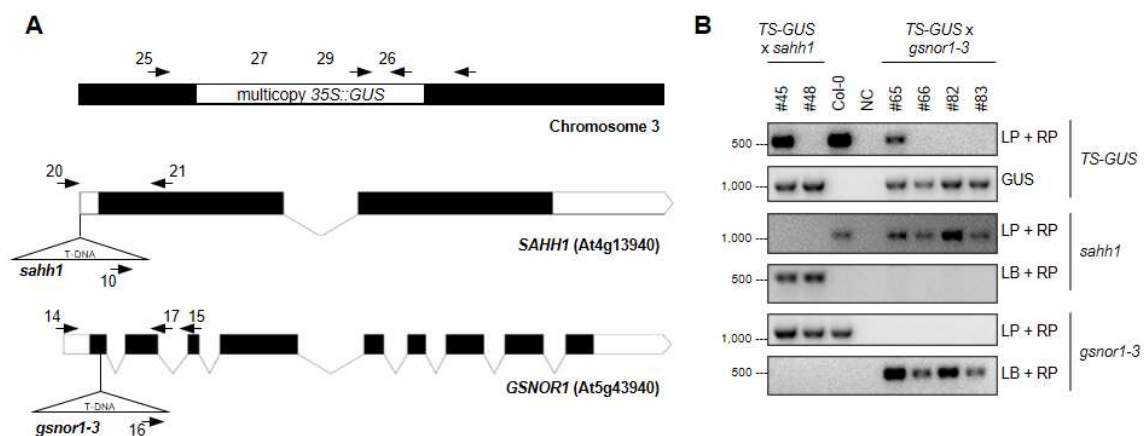 A
25
27
29
26
multicopy 35S::GUS
Chromosome 3
20
21
T-DNA
sahh1
10
SAHH1 (At4g13940)
14
17
15
T-DNA
gsnor1-3
16
GSNOR1 (At5g43940)
B
TS-GUS
x sahh1
TS-GUS x
gsnor1-3
#45
#48
Col-0
NC
#65
#66
#82
#83
500
LP + RP
1,000
GUS
TS-GUS
1,000
LP + RP
500
LB + RP
sahh1
1,000
LP + RP
500
LB + RP
gsnor1-3